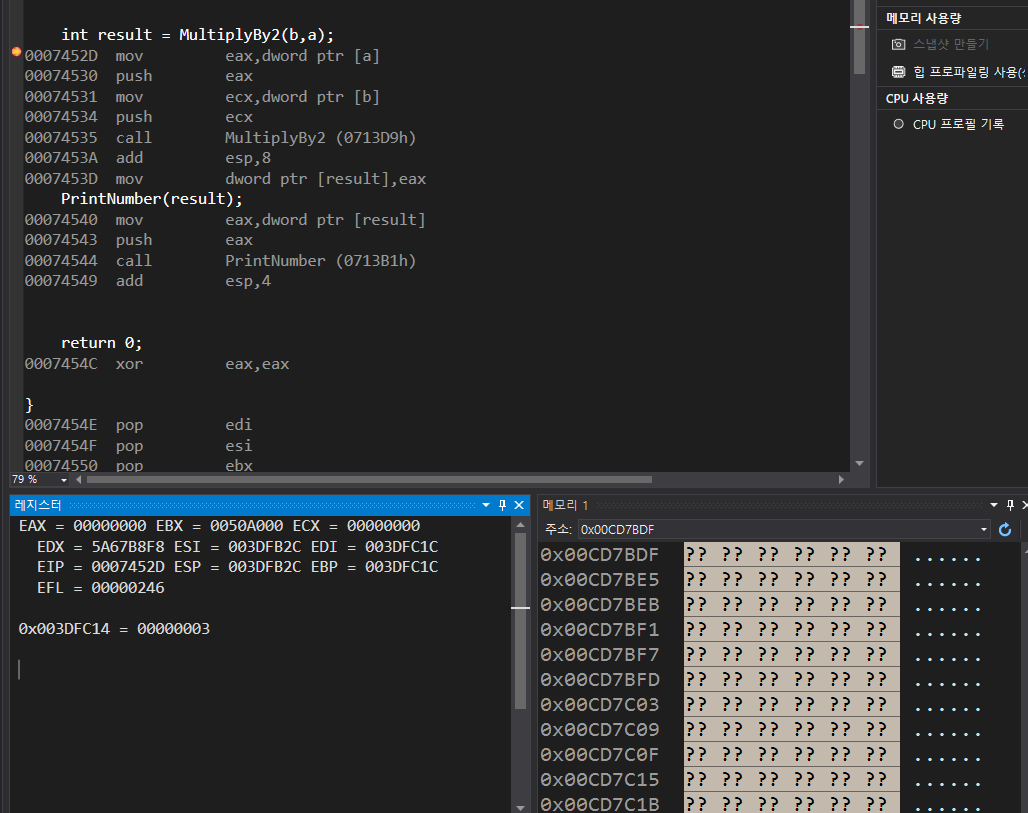 int result = MultiplyBy2(b,a);
0007452D mov eax,dword ptr [a]
00074530 push eax
00074531 mov ecx,dword ptr [b]
00074534 push ecx
00074535 call MultiplyBy2 (0713D9h)
0007453A add esp,8
0007453D mov dword ptr [result],eax
PrintNumber(result);
00074540 mov eax,dword ptr [result]
00074543 push eax
00074544 call PrintNumber (0713B1h)
00074549 add esp,4
return 0;
0007454C xor eax,eax
}
0007454E pop edi
0007454F pop esi
00074550 pop ebx
79 %
메모리 사용량
스냅샷 만들기
힙 프로파일링 사용(
CPU 사용량
CPU 프로필 기록
레지스터
EAX = 00000000 EBX = 0050A000 ECX = 00000000
EDX = 5A67B8F8 ESI = 003DFB2C EDI = 003DFC1C
EIP = 0007452D ESP = 003DFB2C EBP = 003DFC1C
EFL = 00000246
0x003DFC14 = 00000003
메모리 1
주소: 0x00CD7BDF
0x00CD7BDF ?? ?? ?? ?? ?? ?? ......
0x00CD7BE5 ?? ?? ?? ?? ?? ?? ......
0x00CD7BEB ?? ?? ?? ?? ?? ?? ......
0x00CD7BF1 ?? ?? ?? ?? ?? ?? ......
0x00CD7BF7 ?? ?? ?? ?? ?? ?? ......
0x00CD7BFD ?? ?? ?? ?? ?? ?? ......
0x00CD7C03 ?? ?? ?? ?? ?? ?? ......
0x00CD7C09 ?? ?? ?? ?? ?? ?? ......
0x00CD7C0F ?? ?? ?? ?? ?? ?? ......
0x00CD7C15 ?? ?? ?? ?? ?? ?? ......
0x00CD7C1B ?? ?? ?? ?? ?? ?? ......